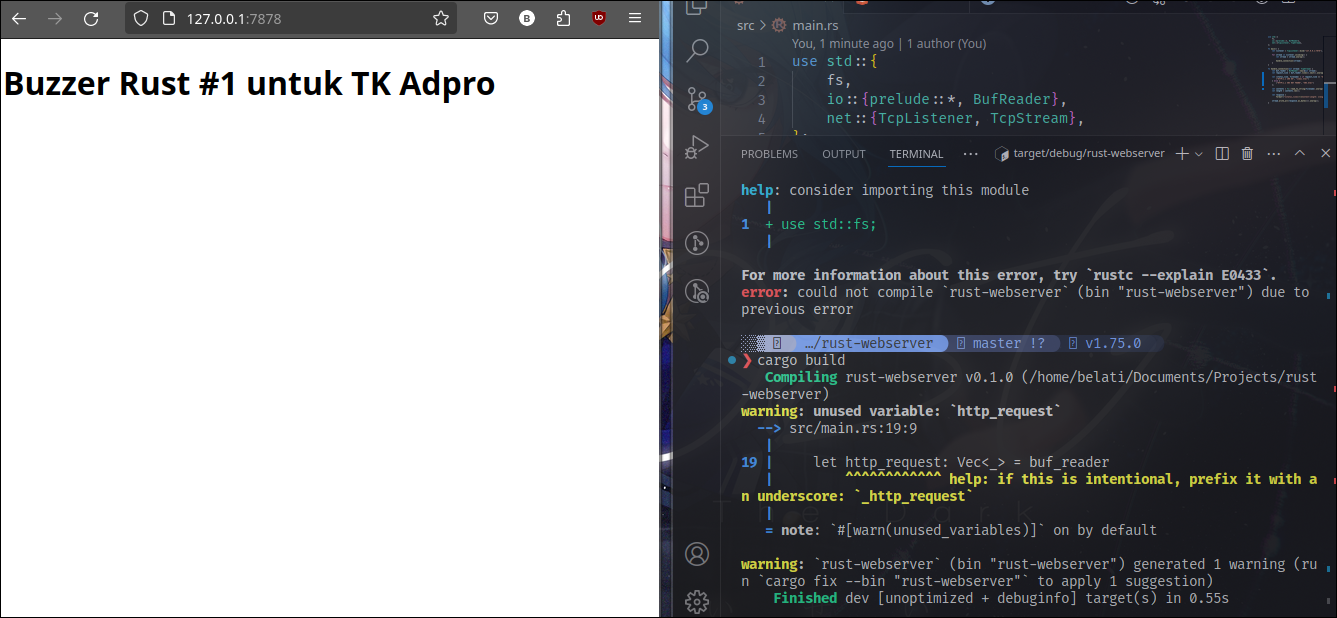 127.0.0.1:7878
Buzzer Rust #1 untuk TK Adpro
src > main.rs
You, 1 minute ago | 1 author (You)
1 use std::{
2 fs,
3 io::{prelude::*, BufReader},
4 net::{TcpListener, TcpStream},
5 };
3
PROBLEMS OUTPUT TERMINAL ··· target/debug/rust-webserver
help: consider importing this module
|
1 + use std::fs;
|
For more information about this error, try `rustc --explain E0433`.
error: could not compile `rust-webserver` (bin "rust-webserver") due to
previous error
…/rust-webserver master !? v1.75.0
❯ cargo build
Compiling rust-webserver v0.1.0 (/home/belati/Documents/Projects/rust
-webserver)
warning: unused variable: `http_request`
--> src/main.rs:19:9
|
19 | let http_request: Vec<_> = buf_reader
| ^^^^^^^^^^^^ help: if this is intentional, prefix it with a
n underscore: `_http_request`
|
= note: `#[warn(unused_variables)]` on by default
warning: `rust-webserver` (bin "rust-webserver") generated 1 warning (ru
n `cargo fix --bin "rust-webserver"` to apply 1 suggestion)
Finished dev [unoptimized + debuginfo] target(s) in 0.55s